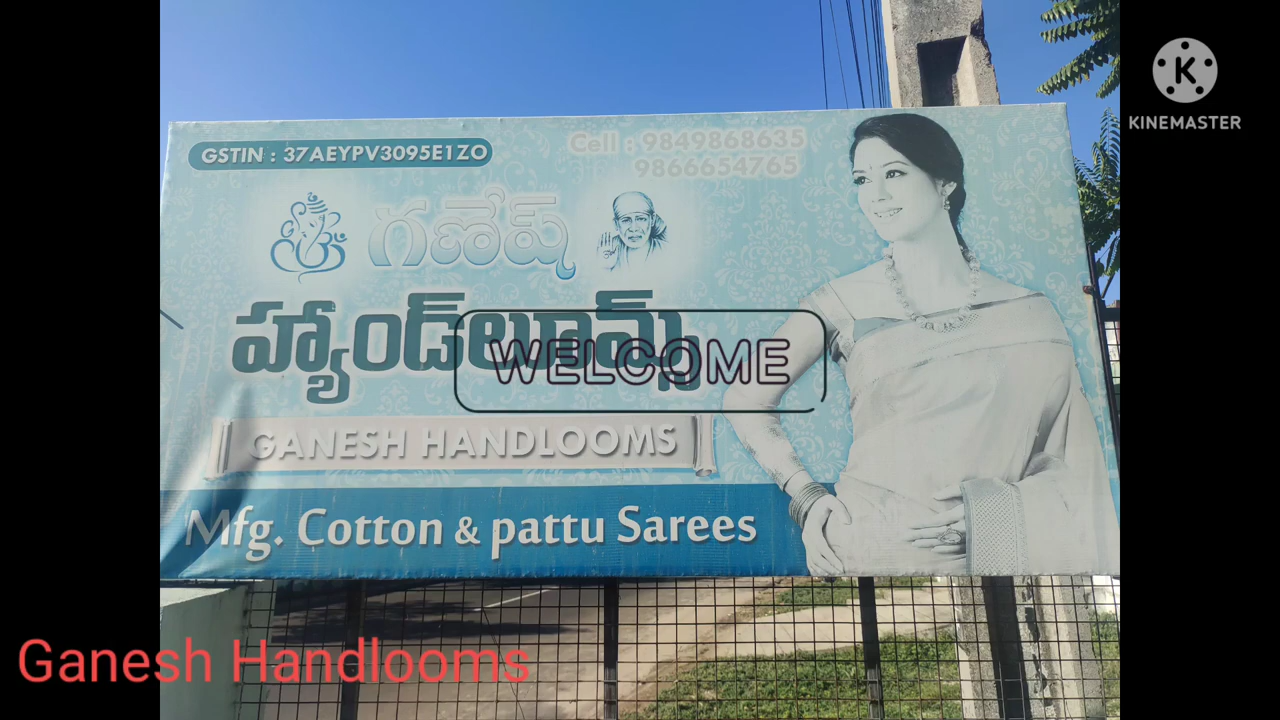 KINEMASTER
GSTIN : 37AEYPV3095E1ZO
Cell : 9849868635
9866654765
గణేష్
హ్యాండ్‌లూమ్స్
WELCOME
GANESH HANDLOOMS
Mfg. Cotton & pattu Sarees
Ganesh Handlooms